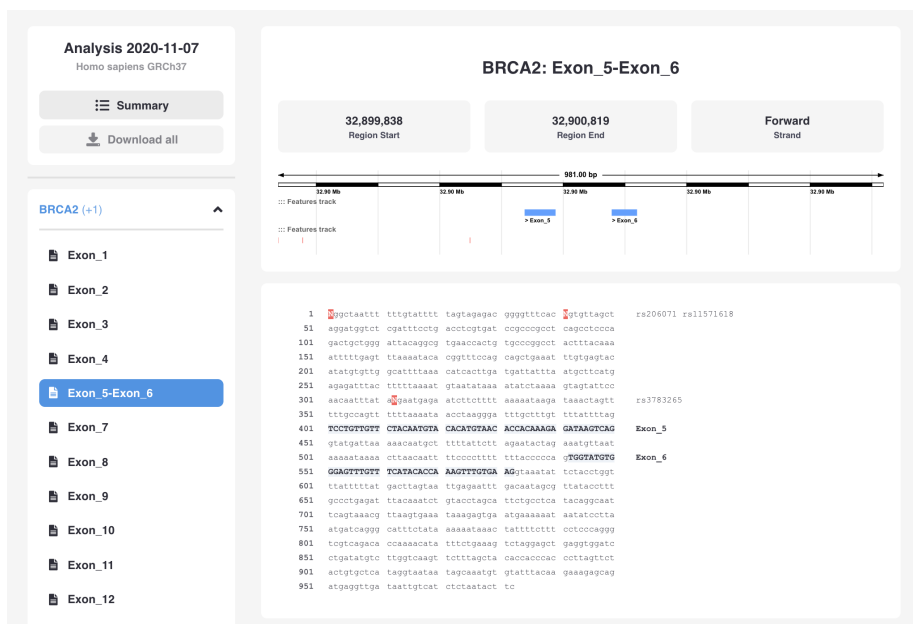 Analysis 2020-11-07
Homo sapiens GRCh37
Summary
Download all
BRCA2 (+1)
Exon_1
Exon_2
Exon_3
Exon_4
Exon_5-Exon_6
Exon_7
Exon_8
Exon_9
Exon_10
Exon_11
Exon_12
BRCA2: Exon_5-Exon_6
32,899,838
Region Start
32,900,819
Region End
Forward
Strand
981.00 bp
32.90 Mb 32.90 Mb 32.90 Mb 32.90 Mb 32.90 Mb
::: Features track
> Exon_5 > Exon_6
::: Features track
1 Nggctaattt tttgtatttt tagtagagac ggggtttcac Ngtgttagct rs206071 rs11571618
51 aggatggtct cgatttcctg acctcgtgat ccgcccgcct cagcctccca
101 gactgctggg attacaggcg tgaaccactg tgcccggcct actttacaaa
151 atttttgagt ttaaaataca cggtttccag cagctgaaat ttgtgagtac
201 atatgtgttg gcattttaaa catcacttga tgattattta atgcttcatg
251 agagatttac tttttaaaat gtaatataaa atatctaaaa gtagtattcc
301 aacaatttat aNgaatgaga atcttctttt aaaaataaga taaactagtt rs3783265
351 tttgccagtt ttttaaaata acctaaggga tttgctttgt tttattttag
401 TCCTGTTGTT CTACAATGTA CACATGTAAC ACCACAAAGA GATAAGTCAG Exon_5
451 gtatgattaa aaacaatgct ttttattctt agaatactag aaatgttaat
501 aaaaataaaa cttaacaatt ttcccctttt tttaccccca gTGGTATGTG Exon_6
551 GGAGTTTGTT TCATACACCA AAGTTTGTGA AGgtaaatat tctacctggt
601 ttatttttat gacttagtaa ttgagaattt gacaatagcg ttataccttt
651 gccctgagat ttacaaatct gtacctagca ttctgcctca tacaggcaat
701 tcagtaaacg ttaagtgaaa taaagagtga atgaaaaaat aatatcctta
751 atgatcaggg catttctata aaaaataaac tattttcttt cctcccaggg
801 tcgtcagaca ccaaaacata tttctgaaag tctaggagct gaggtggatc
851 ctgatatgtc ttggtcaagt tctttagcta caccacccac ccttagttct
901 actgtgctca taggtaataa tagcaaatgt gtatttacaa gaaagagcag
951 atgaggttga taattgtcat ctctaatact tc